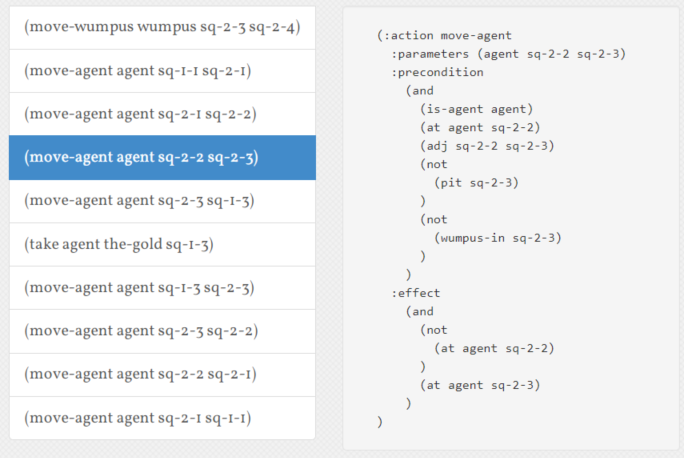 (move-wumpus wumpus sq-2-3 sq-2-4)
(move-agent agent sq-1-1 sq-2-1)
(move-agent agent sq-2-1 sq-2-2)
(move-agent agent sq-2-2 sq-2-3)
(move-agent agent sq-2-3 sq-1-3)
(take agent the-gold sq-1-3)
(move-agent agent sq-1-3 sq-2-3)
(move-agent agent sq-2-3 sq-2-2)
(move-agent agent sq-2-2 sq-2-1)
(move-agent agent sq-2-1 sq-1-1)
(:action move-agent
  :parameters (agent sq-2-2 sq-2-3)
  :precondition
    (and
      (is-agent agent)
      (at agent sq-2-2)
      (adj sq-2-2 sq-2-3)
      (not
        (pit sq-2-3)
      )
      (not
        (wumpus-in sq-2-3)
      )
    )
  :effect
    (and
      (not
        (at agent sq-2-2)
      )
      (at agent sq-2-3)
    )
)